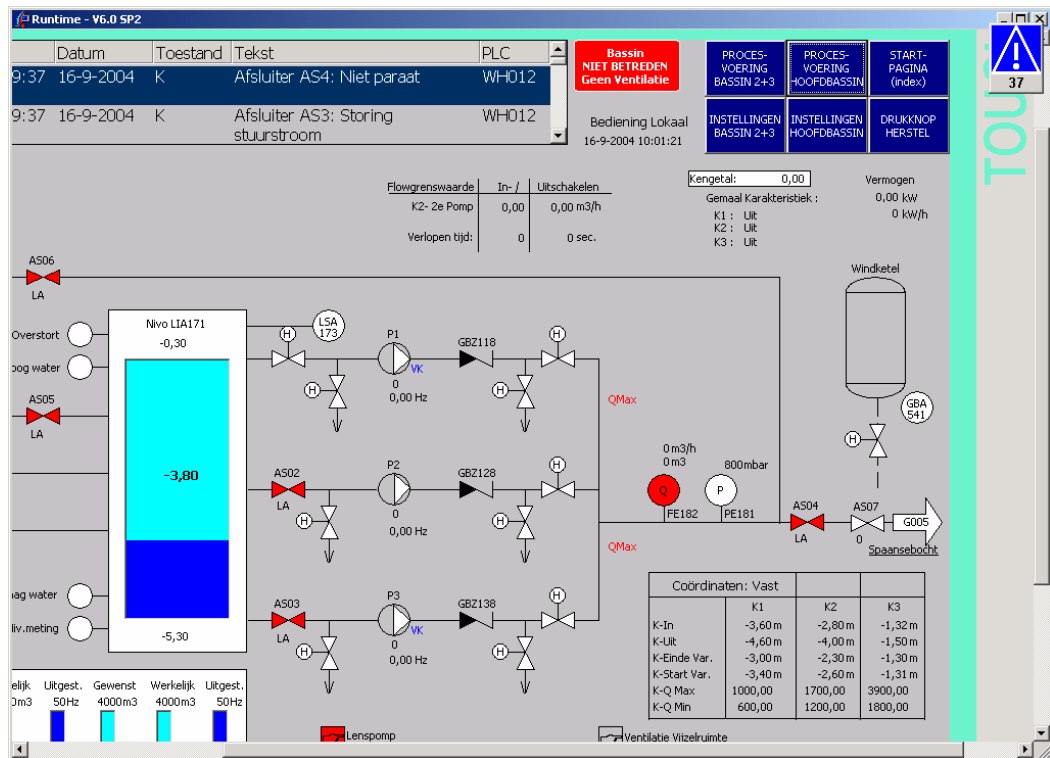 Runtime - V6.0 SP2
Datum Toestand Tekst PLC
9:37 16-9-2004 K Afsluiter AS4: Niet paraat WH012
9:37 16-9-2004 K Afsluiter AS3: Storing stuurstroom WH012
Bassin
NIET BETREDEN
Geen Ventilatie
Bediening Lokaal
16-9-2004 10:01:21
PROCES-
VOERING
BASSIN 2+3
PROCES-
VOERING
HOOFDBASSIN
START-
PAGINA
(index)
INSTELLINGEN
BASSIN 2+3
INSTELLINGEN
HOOFDBASSIN
DRUKKNOP
HERSTEL
37
TOU
Flowgrenswaarde In- / Uitschakelen
K2- 2e Pomp 0,00 0,00 m3/h
Verlopen tijd: 0 0 sec.
Kengetal: 0,00
Gemaal Karakteristiek :
K1 : Uit
K2 : Uit
K3 : Uit
Vermogen
0,00 kW
0 kW/h
AS06
LA
Windketel
Overstort
oog water
AS05
LA
Nivo LIA171
-0,30
-3,80
-5,30
LSA
173
H
H
P1
VK
0
0,00 Hz
GBZ118
H
H
QMax
GBA
541
H
AS02
LA
H
P2
0
0,00 Hz
GBZ128
H
H
0 m3/h
0 m3
Q
FE182
800mbar
P
PE181
AS04
LA
AS07
0
G005
Spaansebocht
QMax
aag water
liv.meting
AS03
LA
H
P3
VK
0
0,00 Hz
GBZ138
H
H
Coördinaten: Vast
K1 K2 K3
K-In -3,60 m -2,80 m -1,32 m
K-Uit -4,60 m -4,00 m -1,50 m
K-Einde Var. -3,00 m -2,30 m -1,30 m
K-Start Var. -3,40 m -2,60 m -1,31 m
K-Q Max 1000,00 1700,00 3900,00
K-Q Min 600,00 1200,00 1800,00
elijk Uitgest. Gewenst Werkelijk Uitgest.
0m3 50Hz 4000m3 4000m3 50Hz
Lenspomp
Ventilatie Vijzelruimte